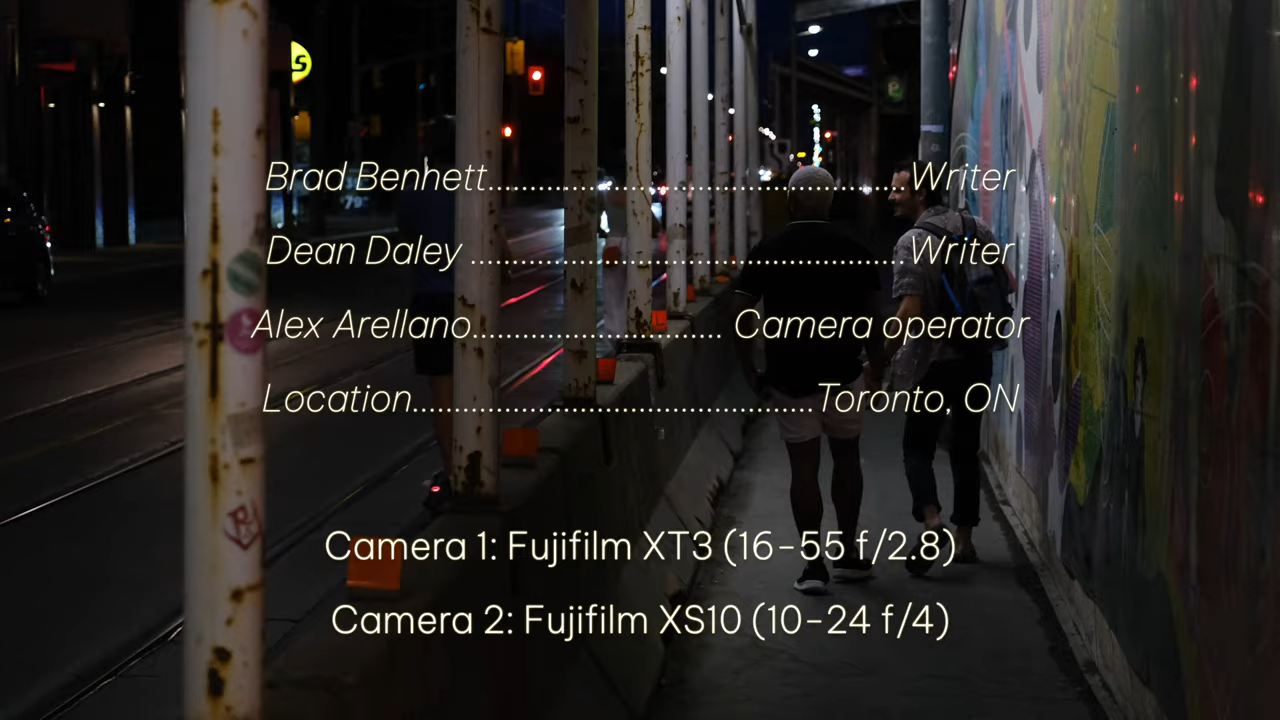 S
Brad Bennett..............................................Writer
Dean Daley ...............................................Writer
Alex Arellano........................... Camera operator
Location...........................................Toronto, ON
Camera 1: Fujifilm XT3 (16-55 f/2.8)
Camera 2: Fujifilm XS10 (10-24 f/4)